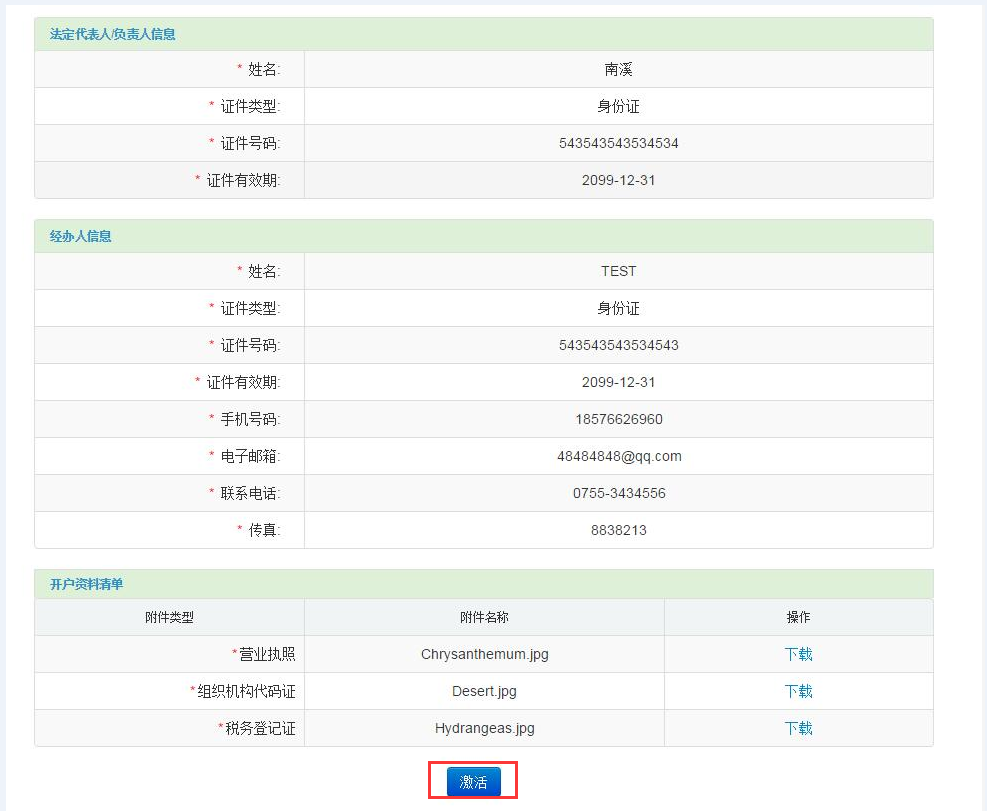 法定代表人/负责人信息
* 姓名: 南溪
* 证件类型: 身份证
* 证件号码: 543543543534534
* 证件有效期: 2099-12-31
经办人信息
* 姓名: TEST
* 证件类型: 身份证
* 证件号码: 543543543534543
* 证件有效期: 2099-12-31
* 手机号码: 18576626960
* 电子邮箱: 48484848@qq.com
* 联系电话: 0755-3434556
* 传真: 8838213
开户资料清单
附件类型 附件名称 操作
*营业执照 Chrysanthemum.jpg 下载
*组织机构代码证 Desert.jpg 下载
*税务登记证 Hydrangeas.jpg 下载
激活